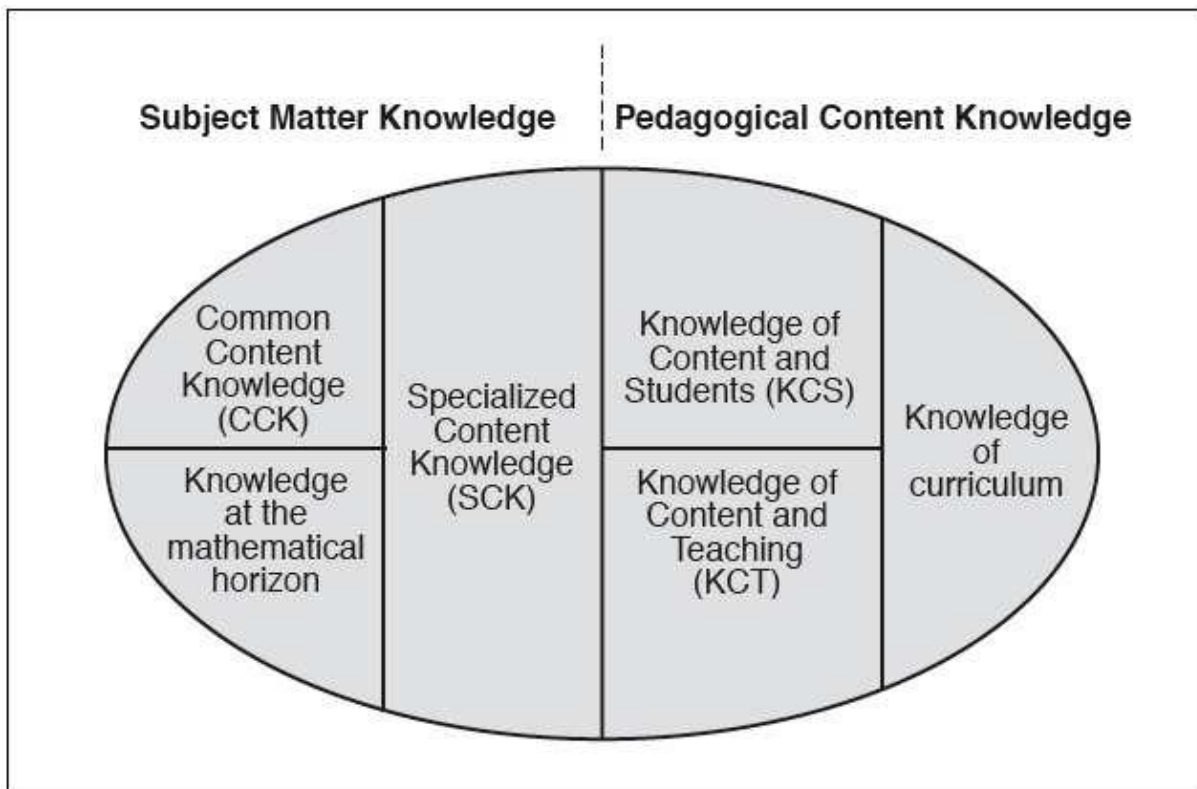 Subject Matter Knowledge
Pedagogical Content Knowledge
Common
Content
Knowledge
(CCK)
Knowledge
at the
mathematical
horizon
Specialized
Content
Knowledge
(SCK)
Knowledge of
Content and
Students (KCS)
Knowledge of
Content and
Teaching
(KCT)
Knowledge
of
curriculum